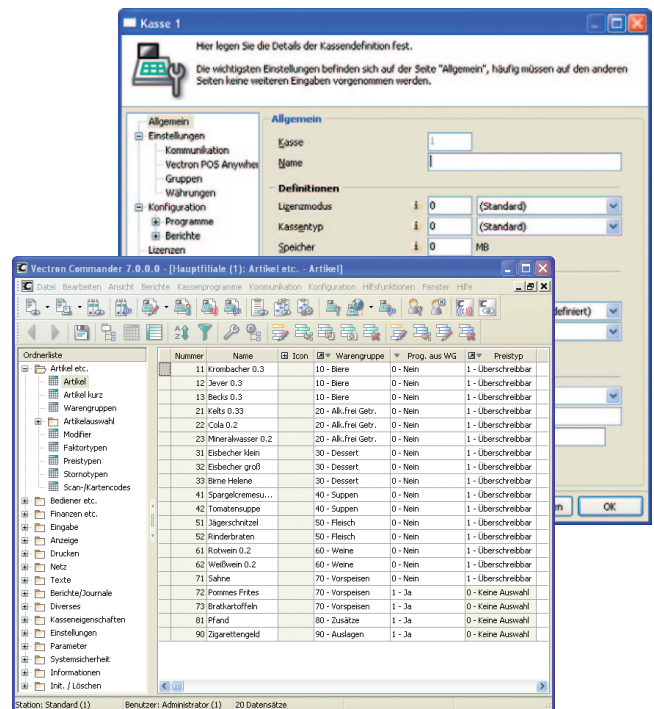 Kasse 1
Hier legen Sie die Details der Kassendefinition fest.
Die wichtigsten Einstellungen befinden sich auf der Seite "Allgemein", häufig müssen auf den anderen
Seiten keine weiteren Eingaben vorgenommen werden.
Allgemein
Einstellungen
Kommunikation
Vectron POS Anywher
Gruppen
Währungen
Konfiguration
Programme
Berichte
Lizenzen
Allgemein
Kasse 1
Name
Definitionen
Lizenzmodus i 0 (Standard)
Kassentyp i 0 (Standard)
Speicher i 0 MB
definiert)
en OK
Vectron Commander 7.0.0.0 - [Hauptfiliale (1): Artikel etc. - Artikel]
Datei Bearbeiten Ansicht Berichte Kassenprogramme Kommunikation Konfiguration Hilfsfunktionen Fenster Hilfe
Ordnerliste
Artikel etc.
Artikel
Artikel kurz
Warengruppen
Artikelauswahl
Modifier
Faktortypen
Preistypen
Stornotypen
Scan-/Kartencodes
Bediener etc.
Finanzen etc.
Eingabe
Anzeige
Drucken
Netz
Texte
Berichte/Journale
Diverses
Kasseneigenschaften
Einstellungen
Parameter
Systemsicherheit
Informationen
Init. / Löschen
Nummer Name Icon Warengruppe Prog. aus WG Preistyp
11 Krombacher 0.3 10 - Biere 0 - Nein 1 - Überschreibbar
12 Jever 0.3 10 - Biere 0 - Nein 1 - Überschreibbar
13 Becks 0.3 10 - Biere 0 - Nein 1 - Überschreibbar
21 Kelts 0.33 20 - Alk.frei Getr. 0 - Nein 1 - Überschreibbar
22 Cola 0.2 20 - Alk.frei Getr. 0 - Nein 1 - Überschreibbar
23 Mineralwasser 0.2 20 - Alk.frei Getr. 0 - Nein 1 - Überschreibbar
31 Eisbecher klein 30 - Dessert 0 - Nein 1 - Überschreibbar
32 Eisbecher groß 30 - Dessert 0 - Nein 1 - Überschreibbar
33 Birne Helene 30 - Dessert 0 - Nein 1 - Überschreibbar
41 Spargelcremesu... 40 - Suppen 0 - Nein 1 - Überschreibbar
42 Tomatensuppe 40 - Suppen 0 - Nein 1 - Überschreibbar
51 Jägerschnitzel 50 - Fleisch 0 - Nein 1 - Überschreibbar
52 Rinderbraten 50 - Fleisch 0 - Nein 1 - Überschreibbar
61 Rotwein 0.2 60 - Weine 0 - Nein 1 - Überschreibbar
62 Weißwein 0.2 60 - Weine 0 - Nein 1 - Überschreibbar
71 Sahne 70 - Vorspeisen 0 - Nein 1 - Überschreibbar
72 Pommes Frites 70 - Vorspeisen 1 - Ja 0 - Keine Auswahl
73 Bratkartoffeln 70 - Vorspeisen 1 - Ja 0 - Keine Auswahl
81 Pfand 80 - Zusätze 1 - Ja 0 - Keine Auswahl
90 Zigarettengeld 90 - Auslagen 1 - Ja 0 - Keine Auswahl
Station: Standard (1) Benutzer: Administrator (1) 20 Datensätze